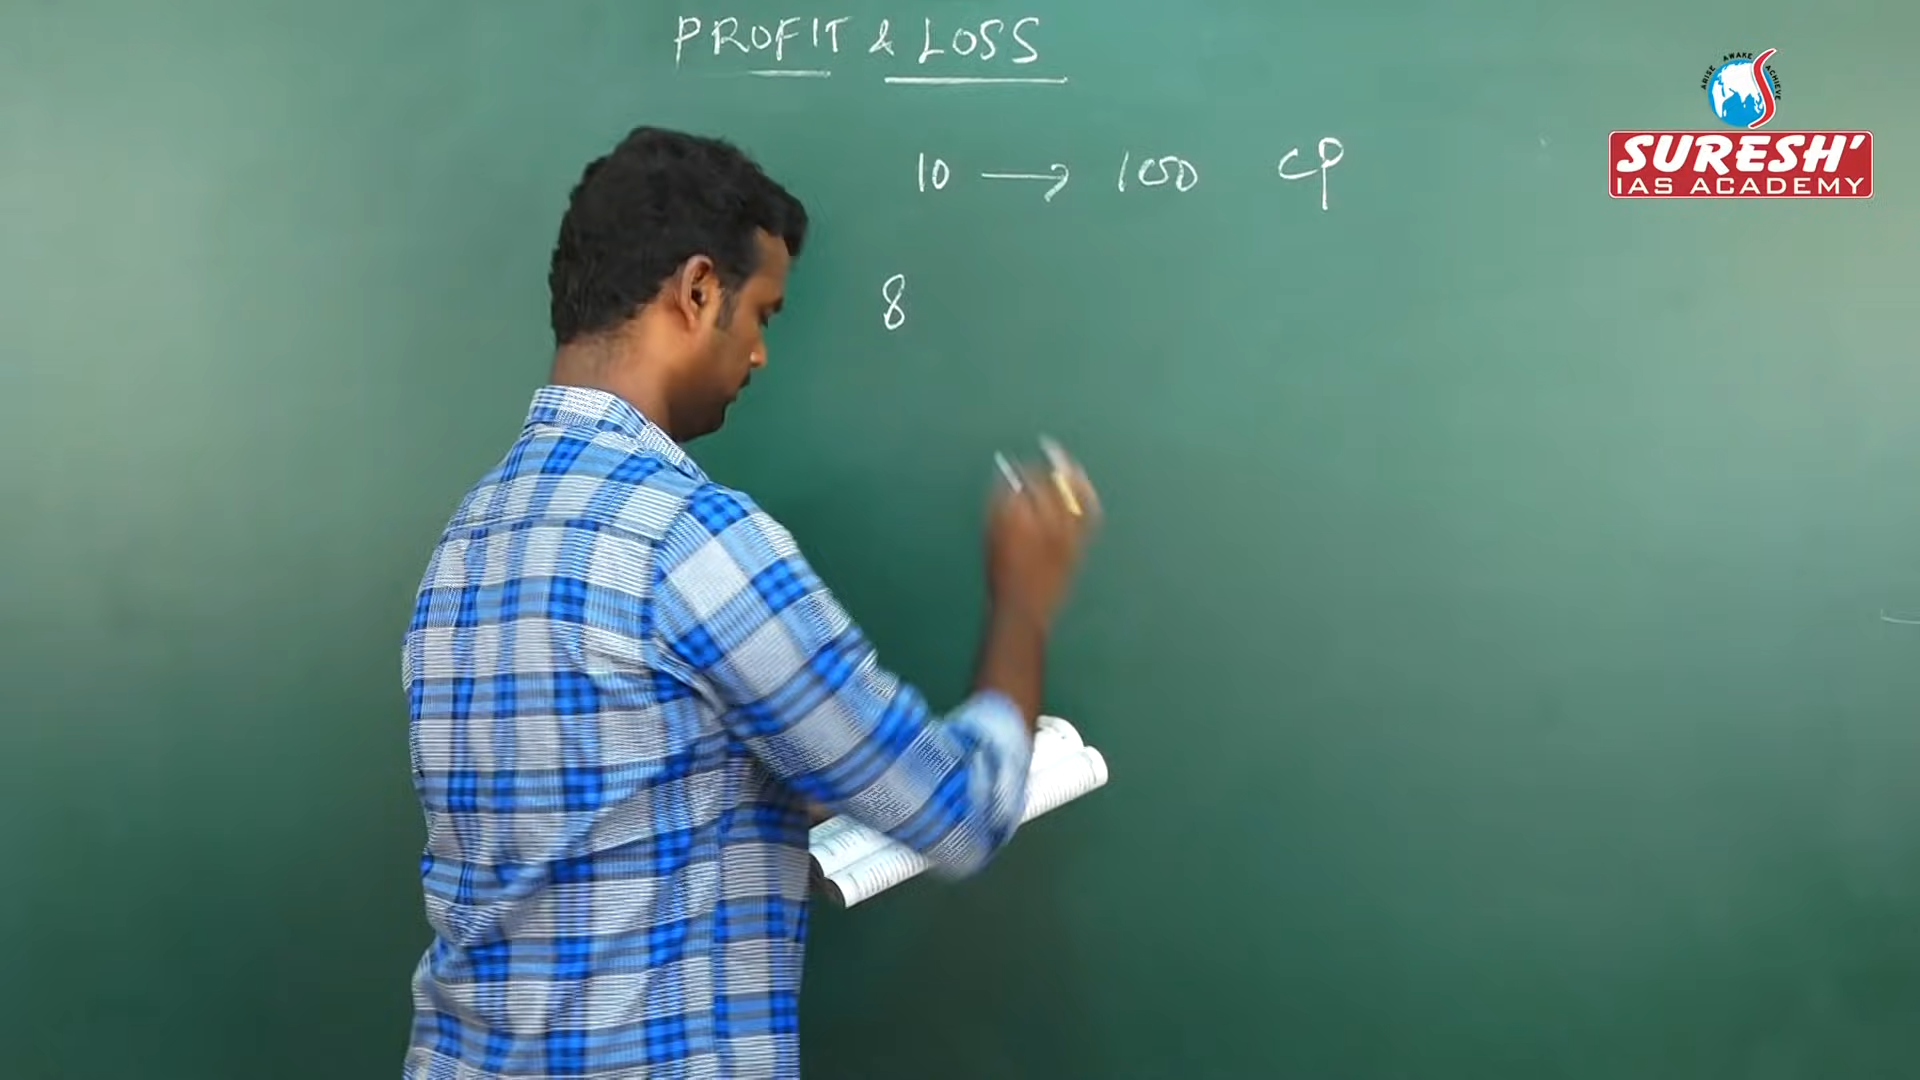 PROFIT & LOSS
10 → 100 CP
8
ARISE AWAKE ACHIEVE
SURESH'
IAS ACADEMY